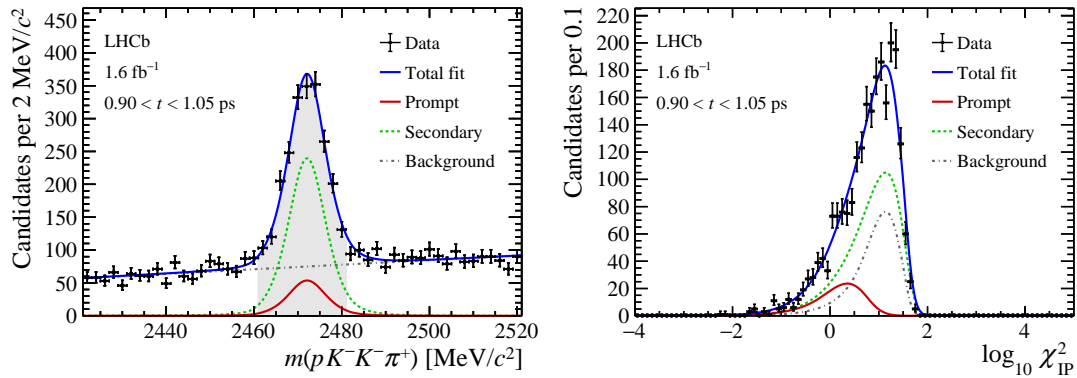 Candidates per 2 MeV/c²
450
400
350
300
250
200
150
100
50
0
LHCb
1.6 fb⁻¹
0.90 < t < 1.05 ps
Data
Total fit
Prompt
Secondary
Background
2440 2460 2480 2500 2520
m(pK⁻K⁻π⁺) [MeV/c²]
Candidates per 0.1
220
200
180
160
140
120
100
80
60
40
20
0
LHCb
1.6 fb⁻¹
0.90 < t < 1.05 ps
Data
Total fit
Prompt
Secondary
Background
−4 −2 0 2 4
log₁₀ χ²_IP